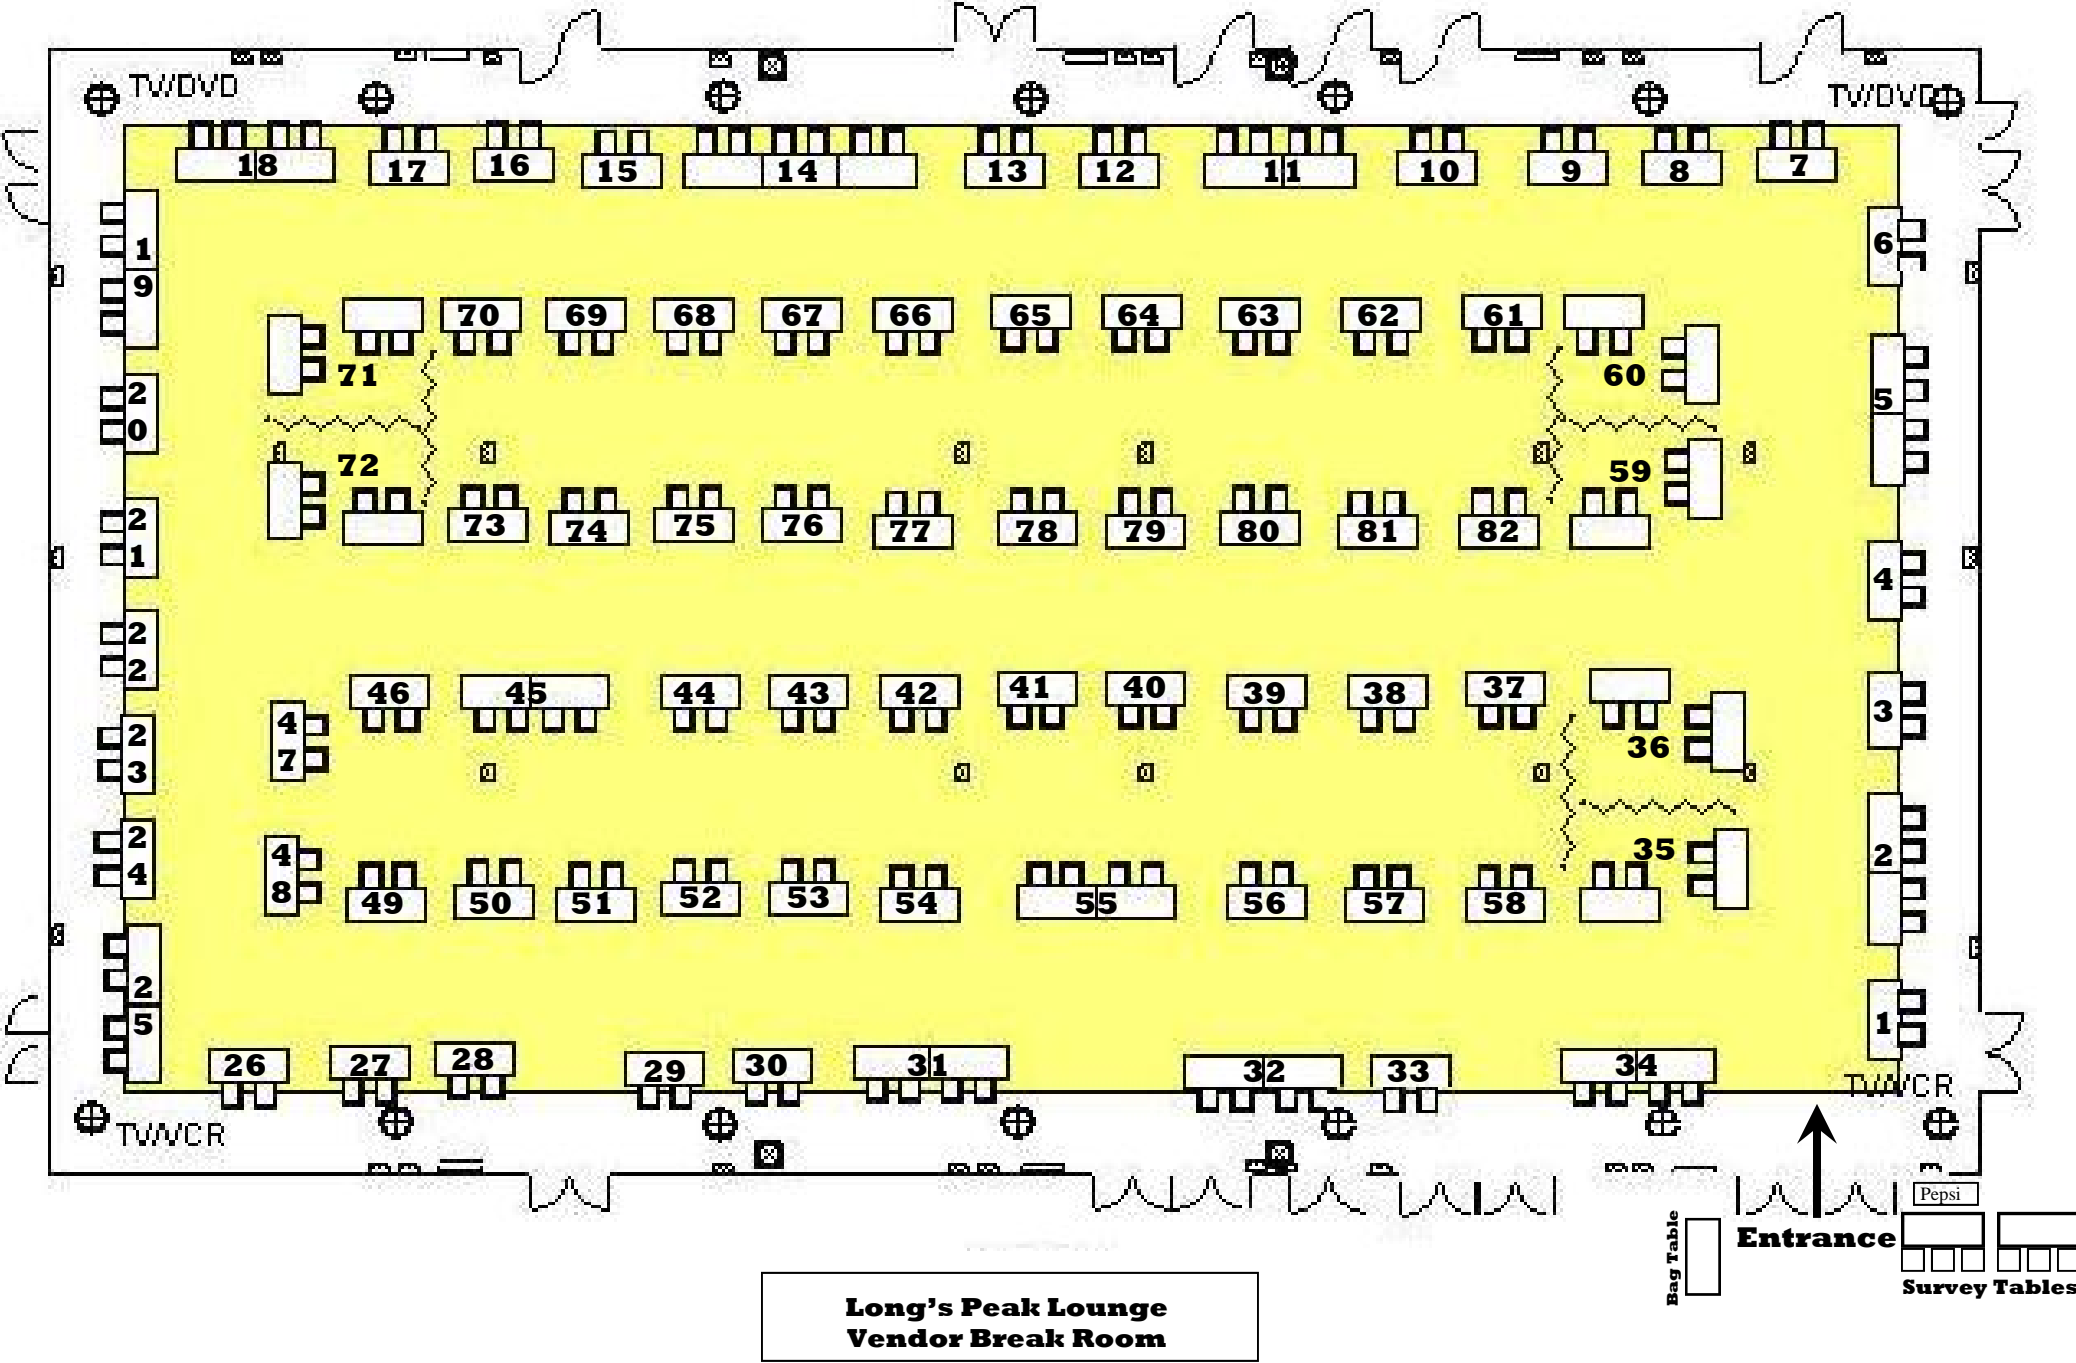 TV/DVD
TV/DVD
18 17 16 15 14 13 12 11 10 9 8 7
1
9
6
70 69 68 67 66 65 64 63 62 61
71
60
2
0
5
72
59
73 74 75 76 77 78 79 80 81 82
2
1
4
2
2
46 45 44 43 42 41 40 39 38 37
3
4
7
2
3
36
2
4
4
8
35
2
49 50 51 52 53 54 55 56 57 58
2
5
1
26 27 28 29 30 31 32 33 34
TV/VCR
TV/VCR
Pepsi
Bag Table
Entrance
Survey Tables
Long’s Peak Lounge
Vendor Break Room